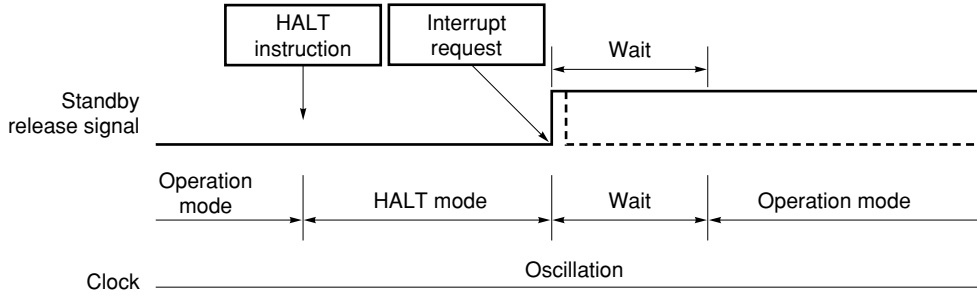 HALT
instruction
Interrupt
request
Wait
Standby
release signal
Operation
mode
HALT mode
Wait
Operation mode
Oscillation
Clock